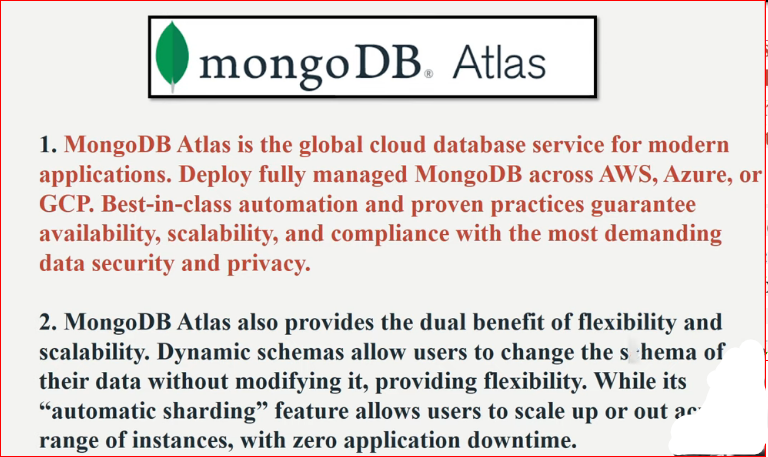 mongoDB® Atlas
1. MongoDB Atlas is the global cloud database service for modern
applications. Deploy fully managed MongoDB across AWS, Azure, or
GCP. Best-in-class automation and proven practices guarantee
availability, scalability, and compliance with the most demanding
data security and privacy.
2. MongoDB Atlas also provides the dual benefit of flexibility and
scalability. Dynamic schemas allow users to change the of
their data without modifying it, providing flexibility. While its
“automatic sharding” feature allows users to scale up or out
range of instances, with zero application downtime.